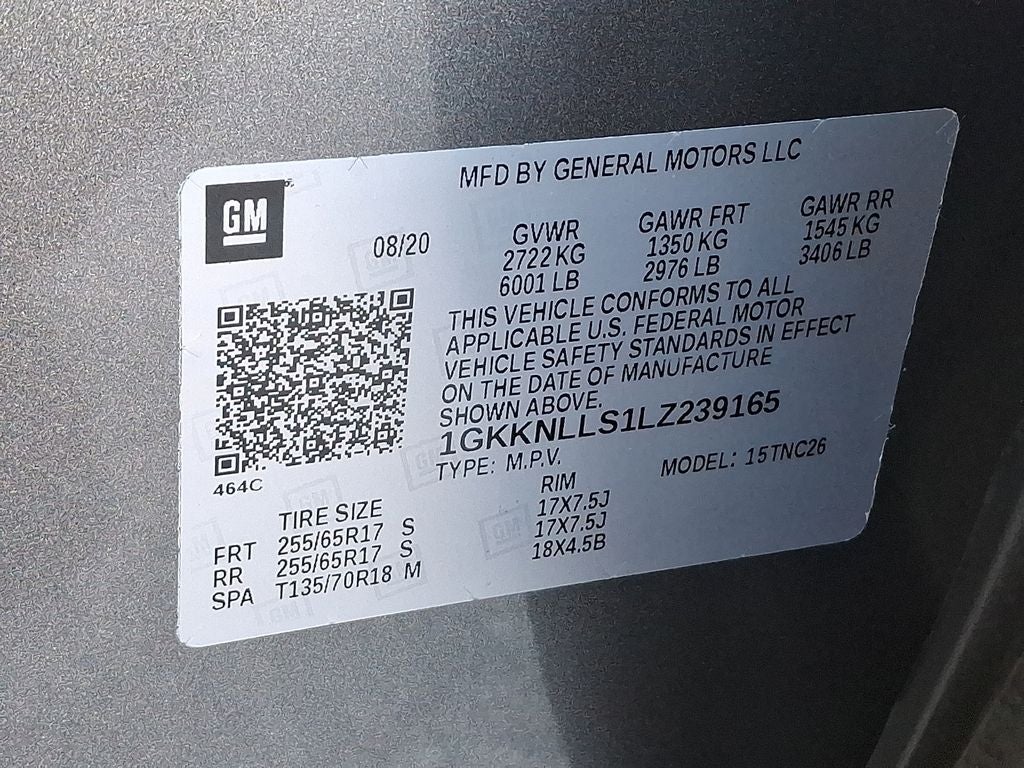 MFD BY GENERAL MOTORS LLC
GM
08/20
GVWR
2722 KG
6001 LB
GAWR FRT
1350 KG
2976 LB
GAWR RR
1545 KG
3406 LB
THIS VEHICLE CONFORMS TO ALL
APPLICABLE U.S. FEDERAL MOTOR
VEHICLE SAFETY STANDARDS IN EFFECT
ON THE DATE OF MANUFACTURE
SHOWN ABOVE.
1GKKNLLS1LZ239165
TYPE: M.P.V. MODEL: 15TNC26
464C
TIRE SIZE RIM
FRT 255/65R17 S 17X7.5J
RR 255/65R17 S 17X7.5J
SPA T135/70R18 M 18X4.5B